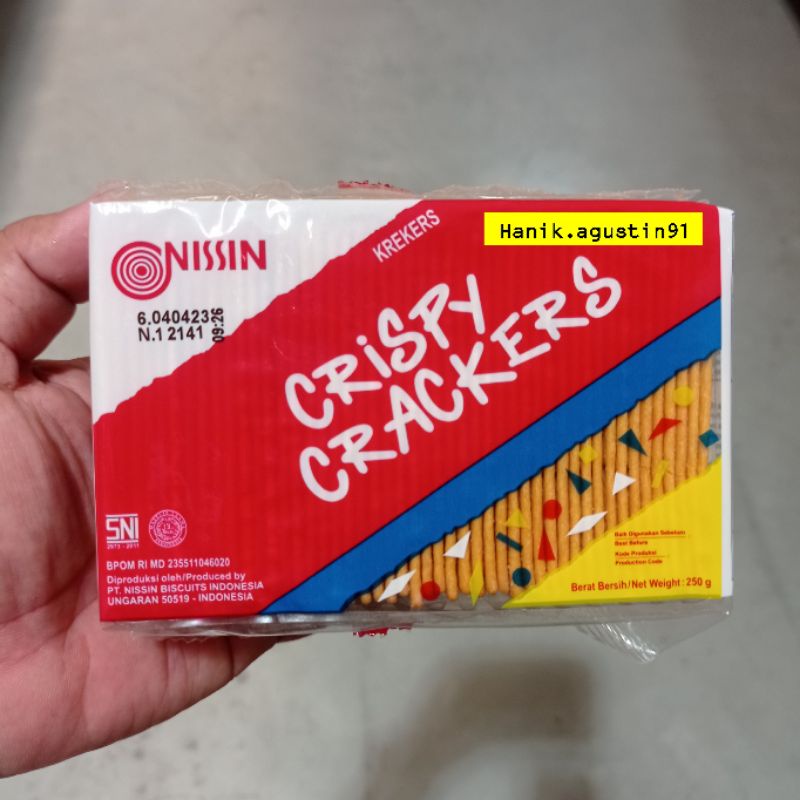 NISSIN
KREKERS
Hanik.agustin91
6.040423
N.1 2141
09:26
CRiSPY
CRACKERS
SNI
2973 - 2011
BPOM RI MD 235511046020
Diproduksi oleh/Produced by
PT. NISSIN BISCUITS INDONESIA
UNGARAN 50519 - INDONESIA
Baik Digunakan Sebelum
Best Before
Kode Produksi
Production Code
Berat Bersih/Net Weight : 250 g